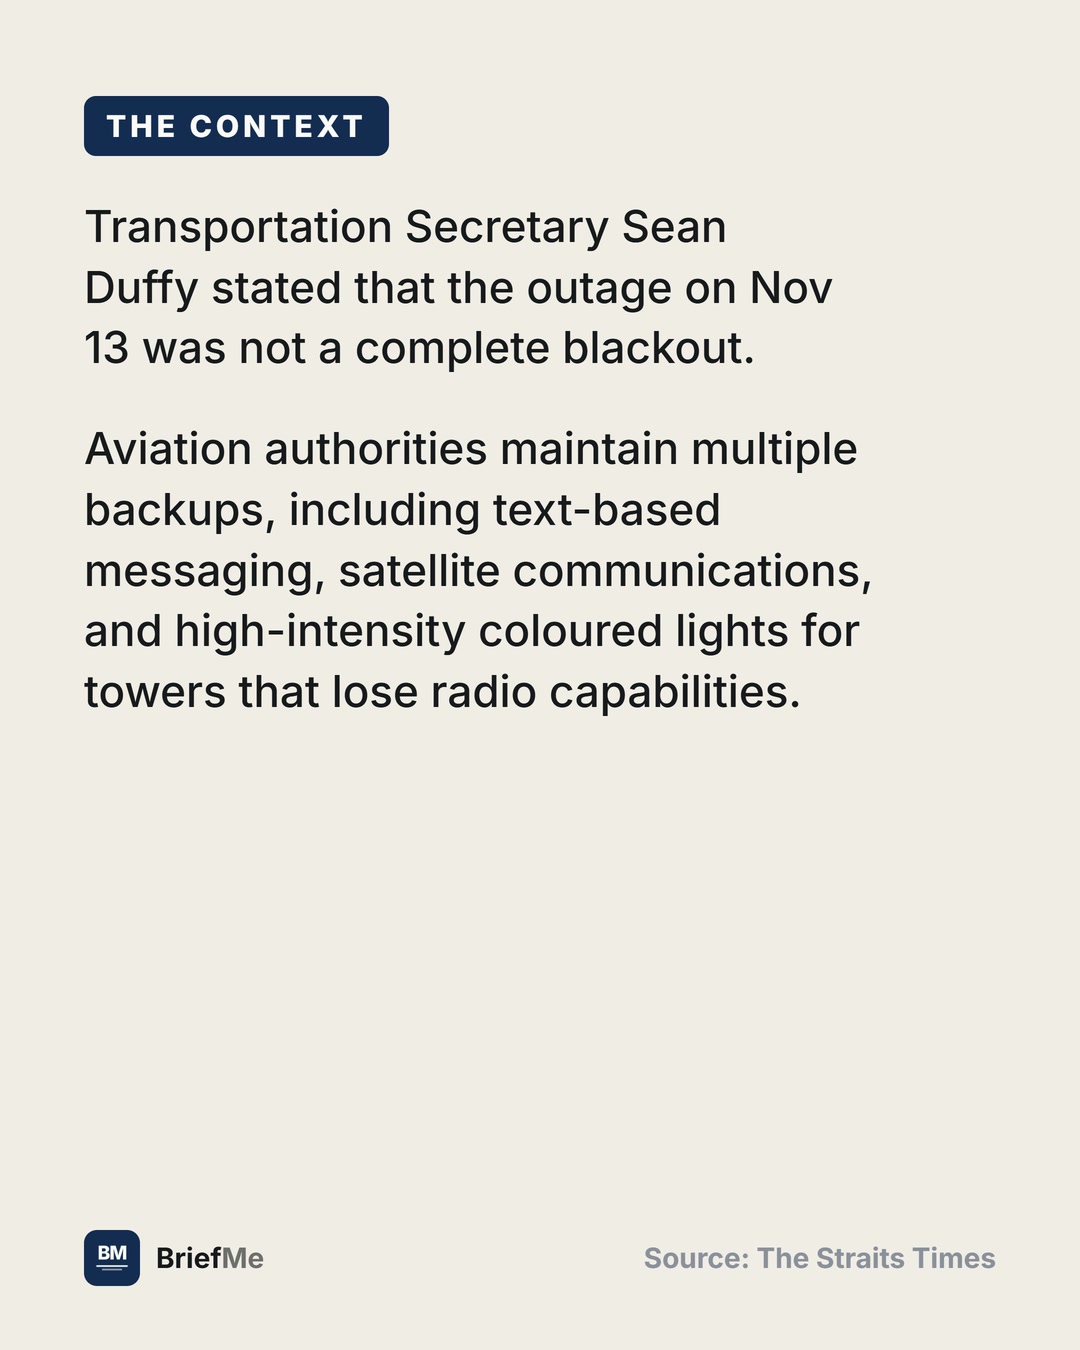 THE CONTEXT
Transportation Secretary Sean
Duffy stated that the outage on Nov
13 was not a complete blackout.
Aviation authorities maintain multiple
backups, including text-based
messaging, satellite communications,
and high-intensity coloured lights for
towers that lose radio capabilities.
BM
BriefMe
Source: The Straits Times